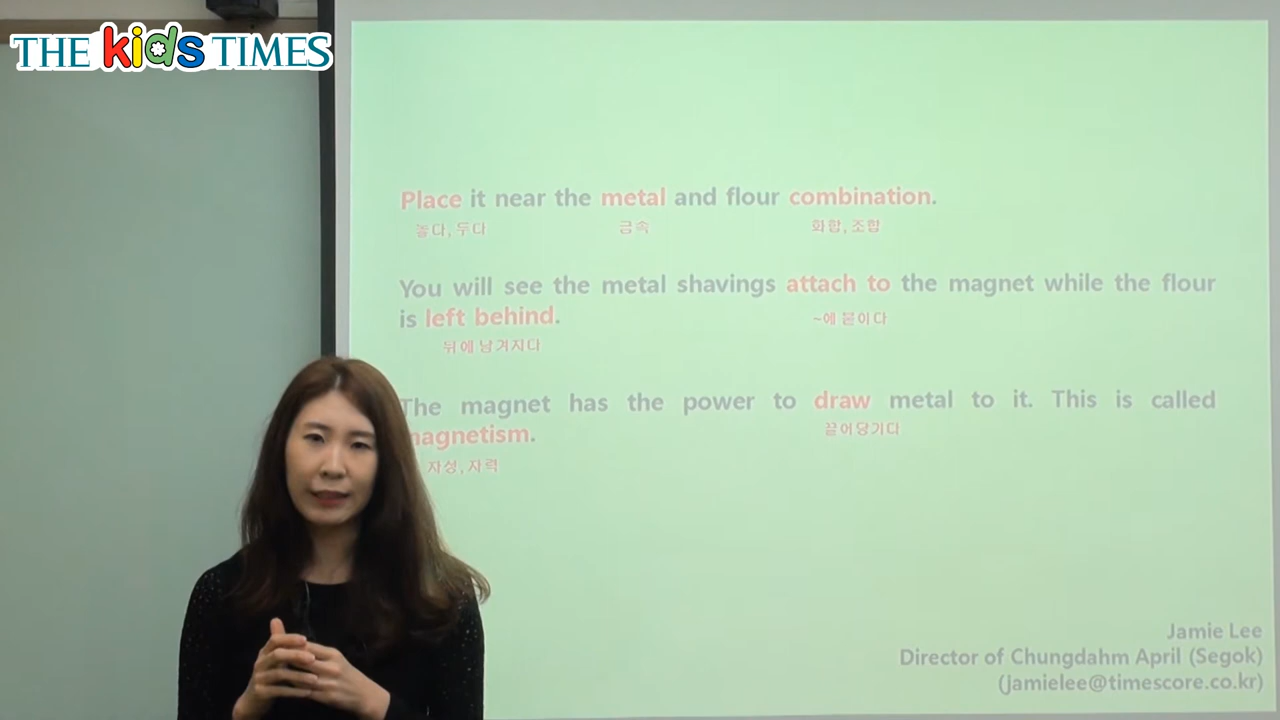 THE kids TIMES
Place it near the metal and flour combination.
놓다, 두다 금속 화합, 조합
You will see the metal shavings attach to the magnet while the flour
is left behind. ~에 붙이다
뒤에 남겨지다
The magnet has the power to draw metal to it. This is called
magnetism. 끌어당기다
자성, 자력
Jamie Lee
Director of Chungdahm April (Segok)
(jamielee@timescore.co.kr)